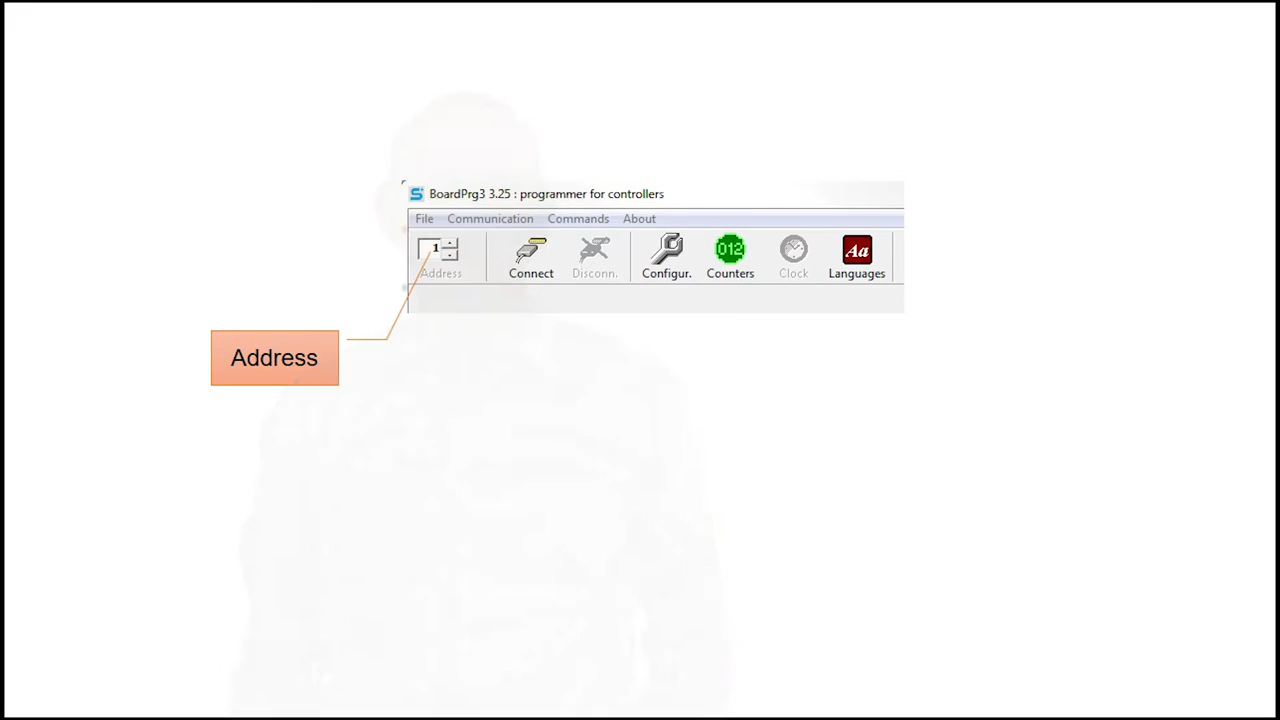 BoardPrg3 3.25 : programmer for controllers
File Communication Commands About
1
Address Connect Disconn. Configur. 012 Counters Clock Aa Languages
Address